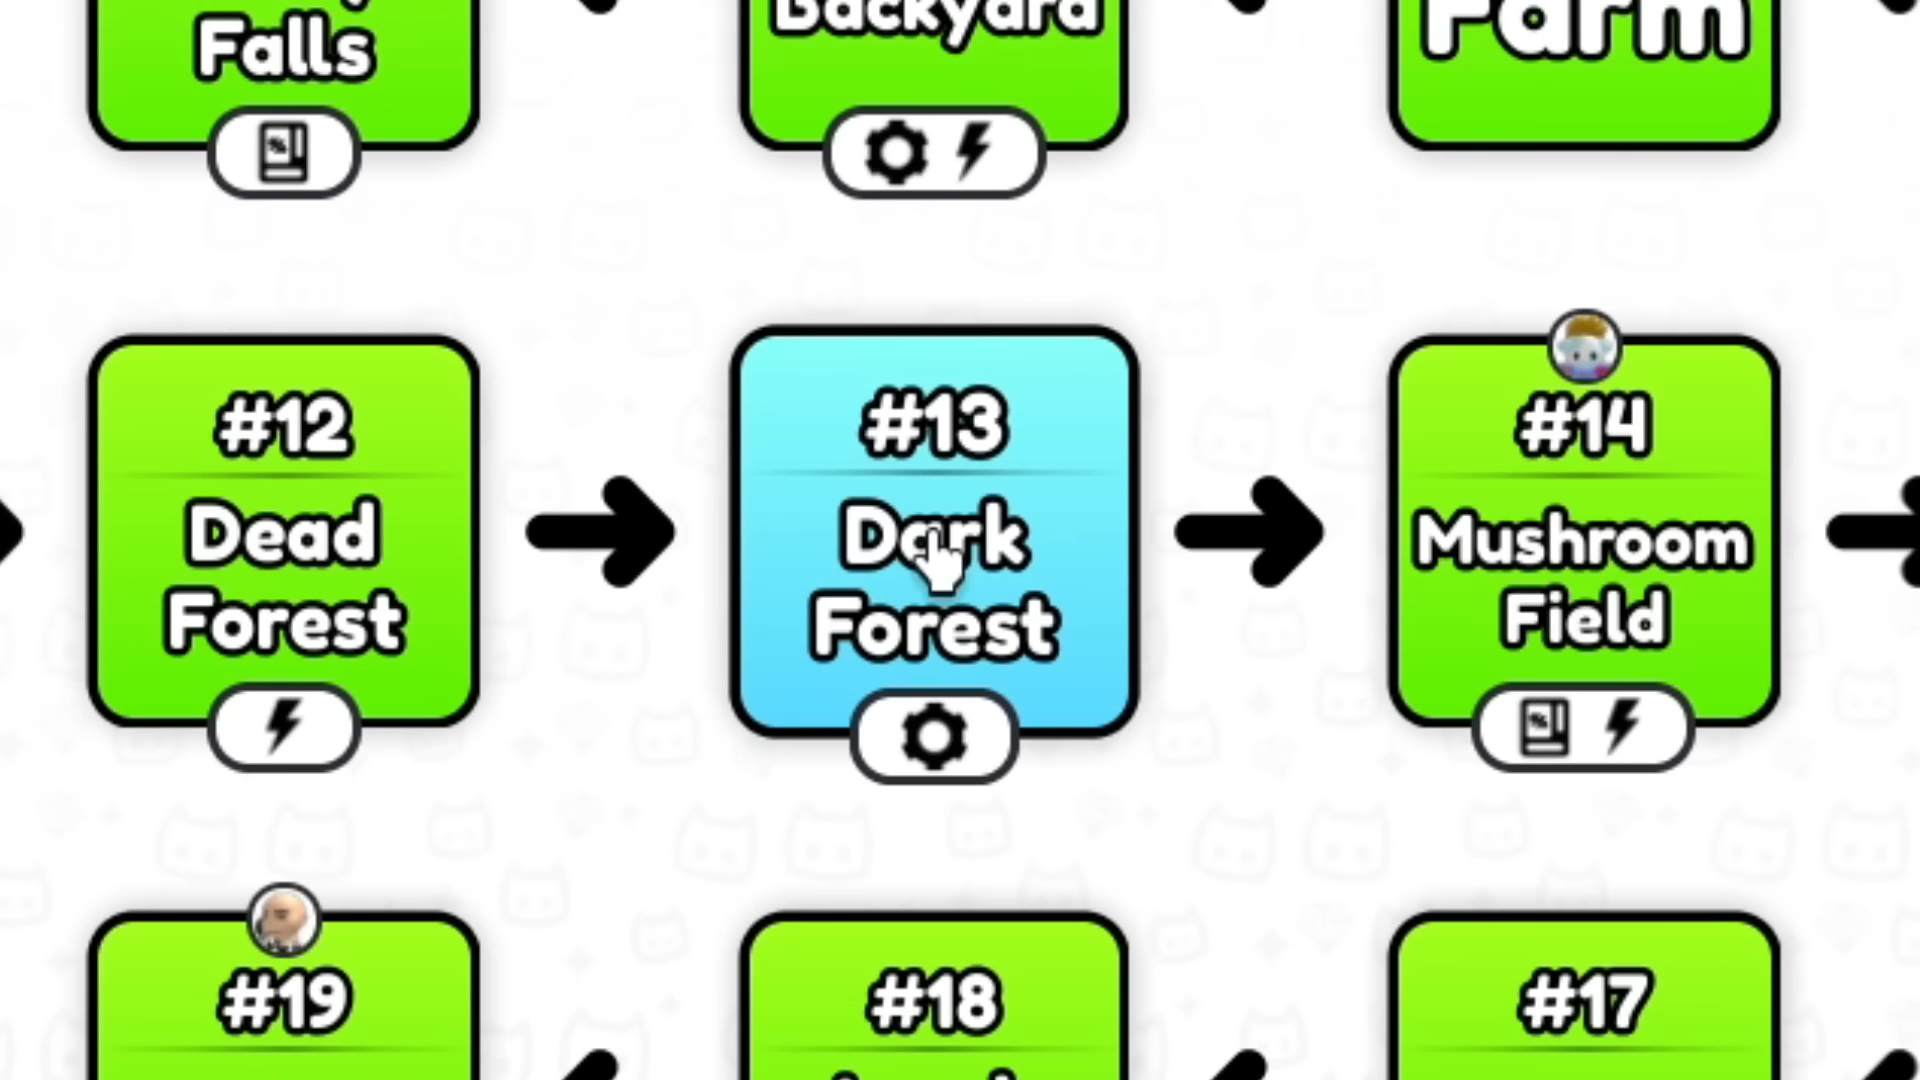 Falls
Backyard
Farm
#12
Dead
Forest
#13
Dark
Forest
#14
Mushroom
Field
#19
#18
#17